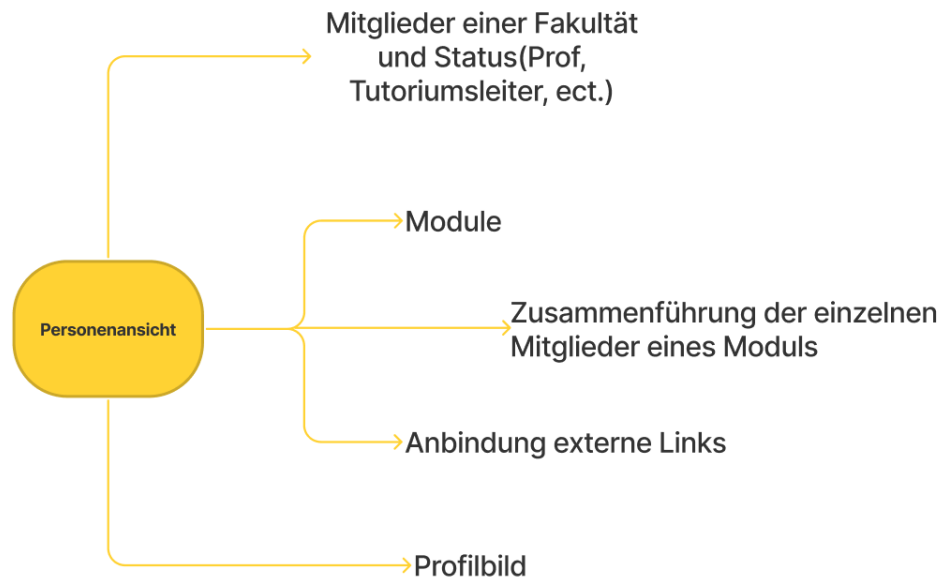 Mitglieder einer Fakultät
und Status(Prof,
Tutoriumsleiter, ect.)
Module
Personenansicht
Zusammenführung der einzelnen
Mitglieder eines Moduls
Anbindung externe Links
Profilbild